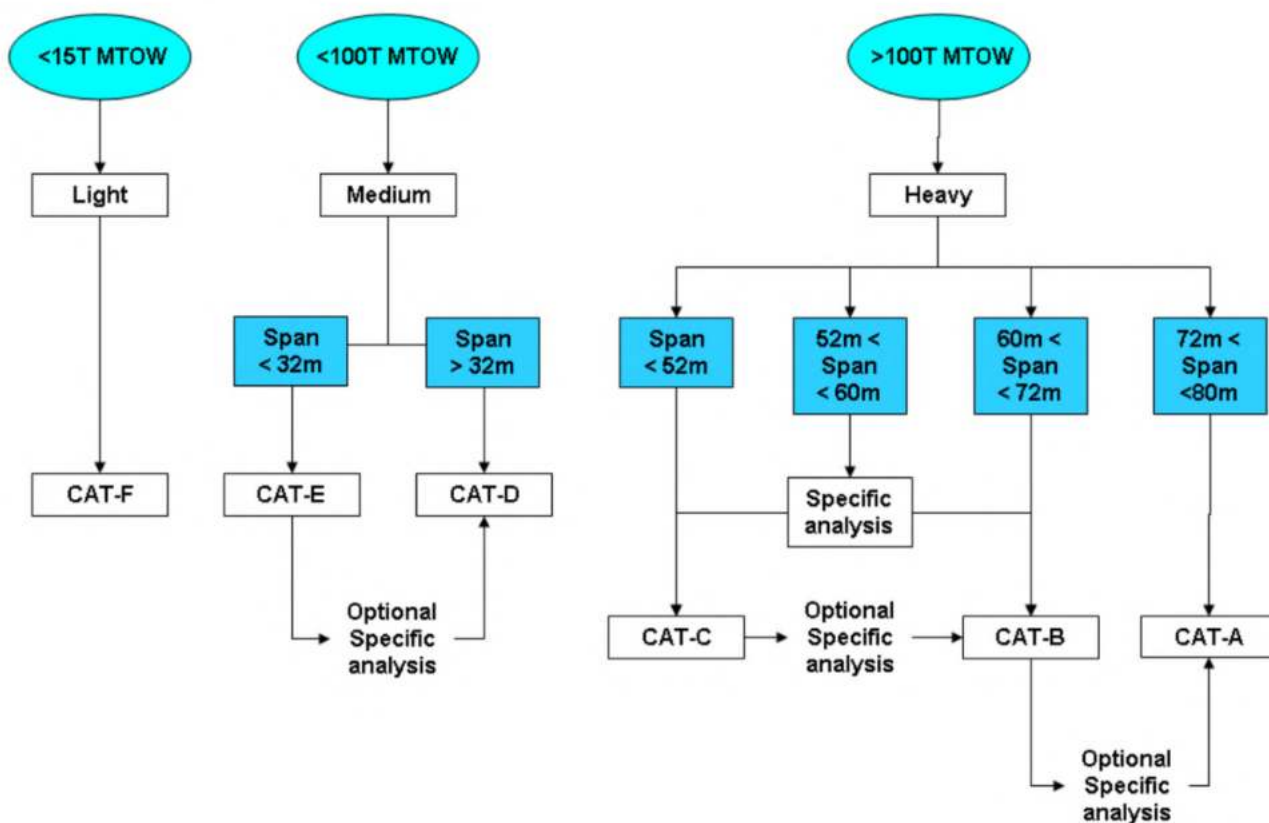 <15T MTOW
<100T MTOW
>100T MTOW
Light
Medium
Heavy
Span
< 32m
Span
> 32m
Span
< 52m
52m <
Span
< 60m
60m <
Span
< 72m
72m <
Span
<80m
CAT-F
CAT-E
CAT-D
Specific
analysis
Optional
Specific
analysis
CAT-C
Optional
Specific
analysis
CAT-B
CAT-A
Optional
Specific
analysis